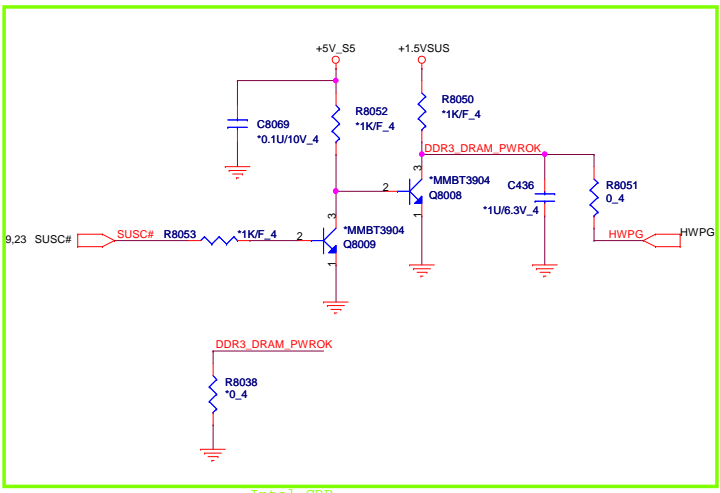 +5V_S5
+1.5VSUS
C8069
*0.1U/10V_4
R8052
*1K/F_4
R8050
*1K/F_4
DDR3_DRAM_PWROK
3
2
*MMBT3904
Q8008
1
C436
*1U/6.3V_4
R8051
0_4
9,23 SUSC#
SUSC#
R8053
*1K/F_4
2
3
*MMBT3904
Q8009
1
HWPG
HWPG
DDR3_DRAM_PWROK
R8038
*0_4